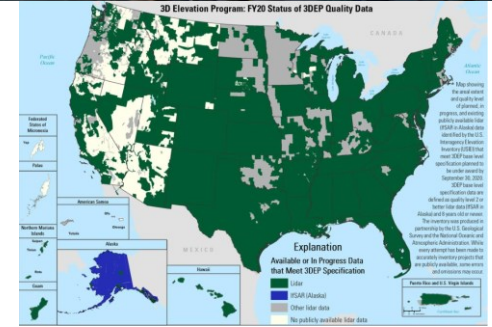 3D Elevation Program: FY20 Status of 3DEP Quality Data
CANADA
Pacific
Ocean
Atlantic
Ocean
Map showing
the areal extent
and quality level
of planned, in
progress, and existing
publicly available lidar
(IfSAR in Alaska) data
identified by the U.S.
Interagency Elevation
Inventory (USIEI) that
meet 3DEP base level
specification planned to
be under award by
September 30, 2020.
3DEP base level
specification data are
defined as quality level 2 or
better lidar data (IfSAR in
Alaska) and 8 years old or newer.
The inventory was produced in
partnership by the U.S. Geological
Survey and the National Oceanic and
Atmospheric Administration. While
every attempt has been made to
accurately inventory projects that
are publicly available, some errors
and omissions may occur.
Federated
States of
Micronesia
Yap
Palau
American Samoa
Tutuila
Northern Mariana
Islands
Guam
Alaska
MEXICO
Hawaii
Explanation
Available or In Progress Data
that Meet 3DEP Specification
Lidar
IfSAR (Alaska)
Other lidar data
No publicly available lidar data
Puerto Rico and U.S. Virgin Islands